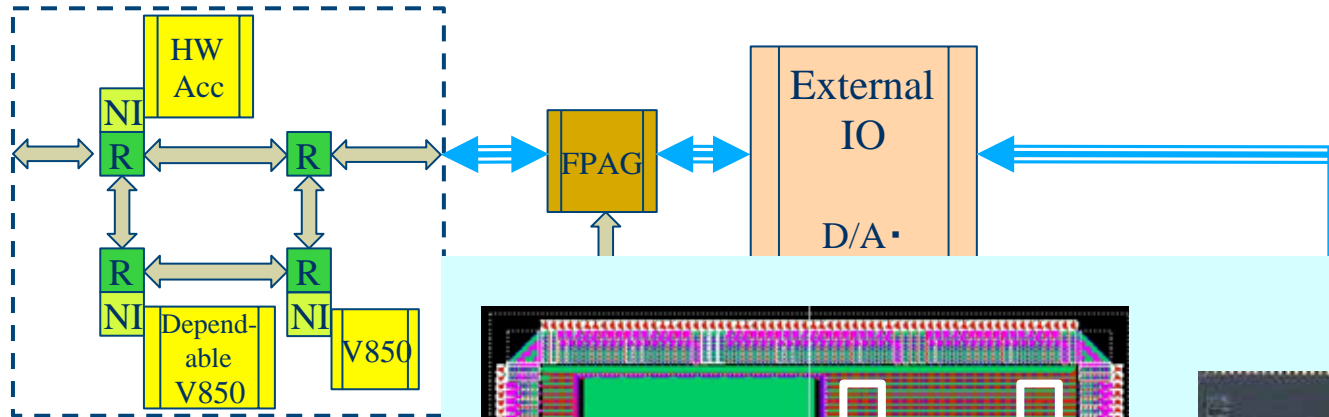 HW
Acc
NI
R
R
FPAG
External
IO
D/A・
R
R
NI
NI
Depend-
able
V850
V850